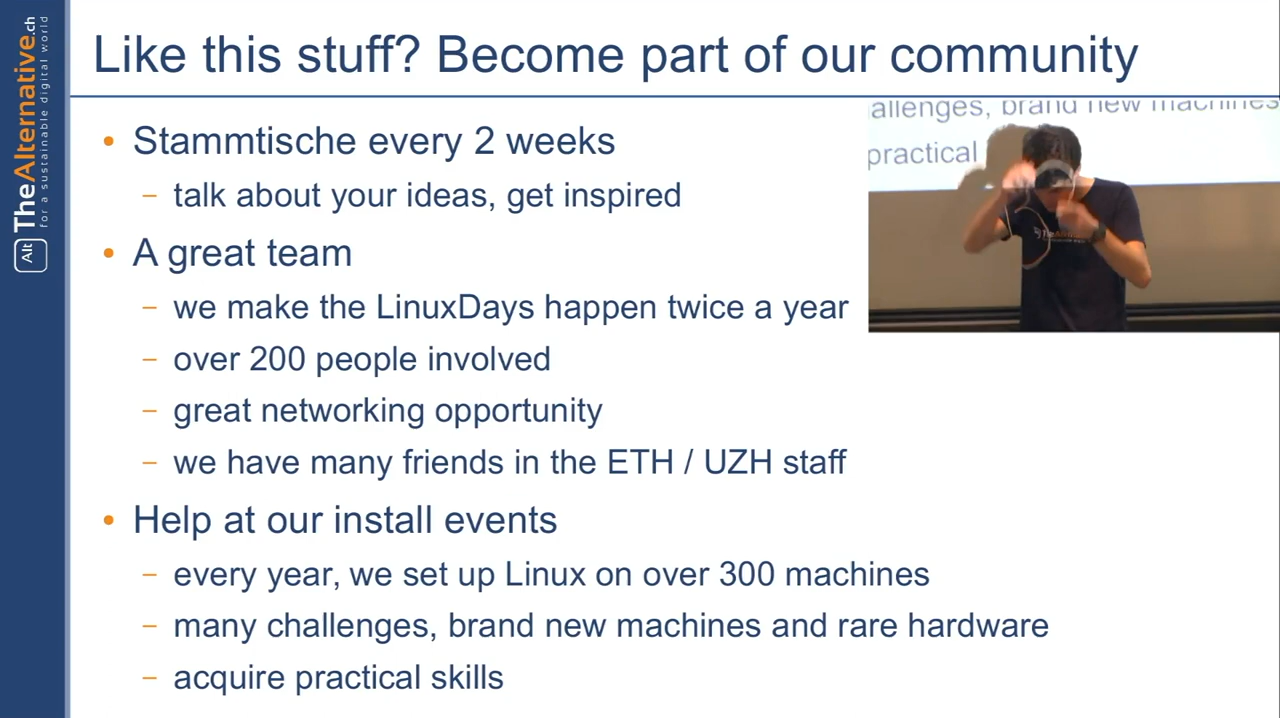 Like this stuff? Become part of our community
Alt TheAlternative.ch
for a sustainable digital world
• Stammtische every 2 weeks
– talk about your ideas, get inspired
• A great team
– we make the LinuxDays happen twice a year
– over 200 people involved
– great networking opportunity
– we have many friends in the ETH / UZH staff
• Help at our install events
– every year, we set up Linux on over 300 machines
– many challenges, brand new machines and rare hardware
– acquire practical skills
allenges, brand new machines
practical